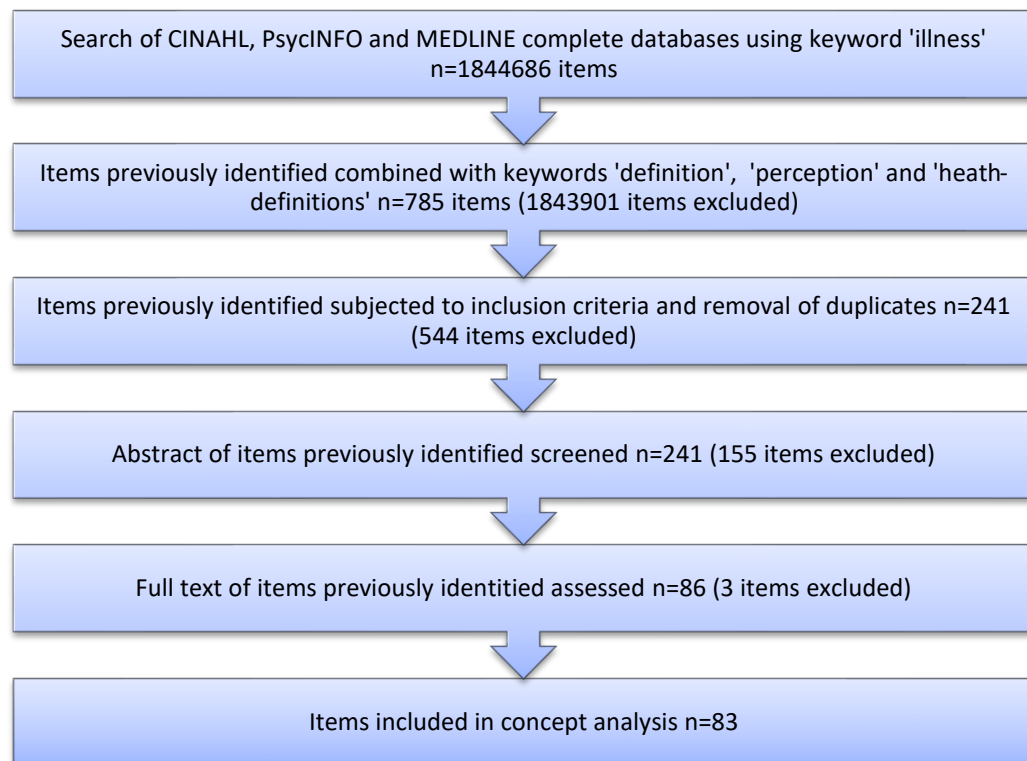 Search of CINAHL, PsycINFO and MEDLINE complete databases using keyword 'illness'
n=1844686 items
Items previously identified combined with keywords 'definition', 'perception' and 'heath-
definitions' n=785 items (1843901 items excluded)
Items previously identified subjected to inclusion criteria and removal of duplicates n=241
(544 items excluded)
Abstract of items previously identified screened n=241 (155 items excluded)
Full text of items previously identitied assessed n=86 (3 items excluded)
Items included in concept analysis n=83